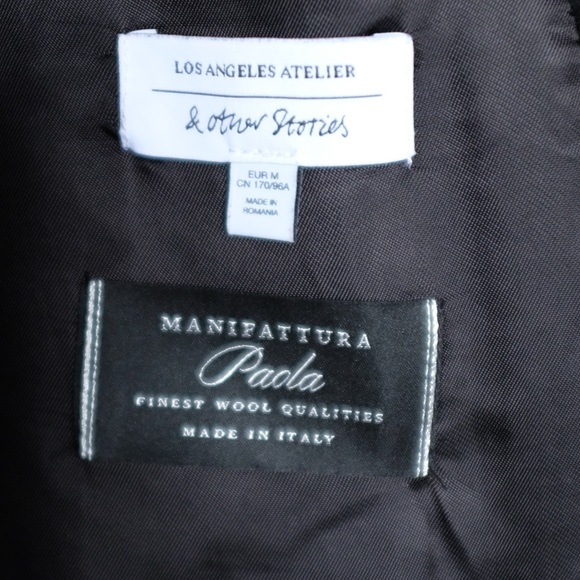 LOS ANGELES ATELIER
& other Stories
EUR M
CN 170/96A
MADE IN
ROMANIA
MANIFATTURA
Paola
FINEST WOOL QUALITIES
MADE IN ITALY